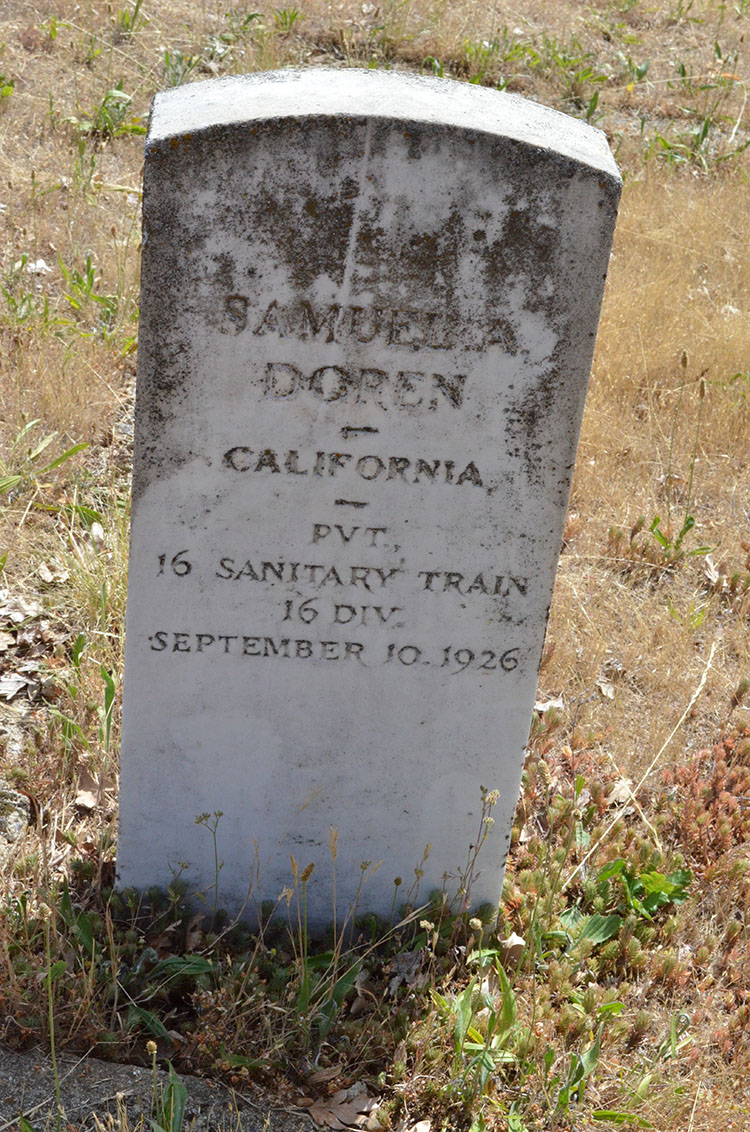 SAMUEL A.
DOREN
—
CALIFORNIA
—
PVT.
16 SANITARY TRAIN
16 DIV.
SEPTEMBER 10, 1926